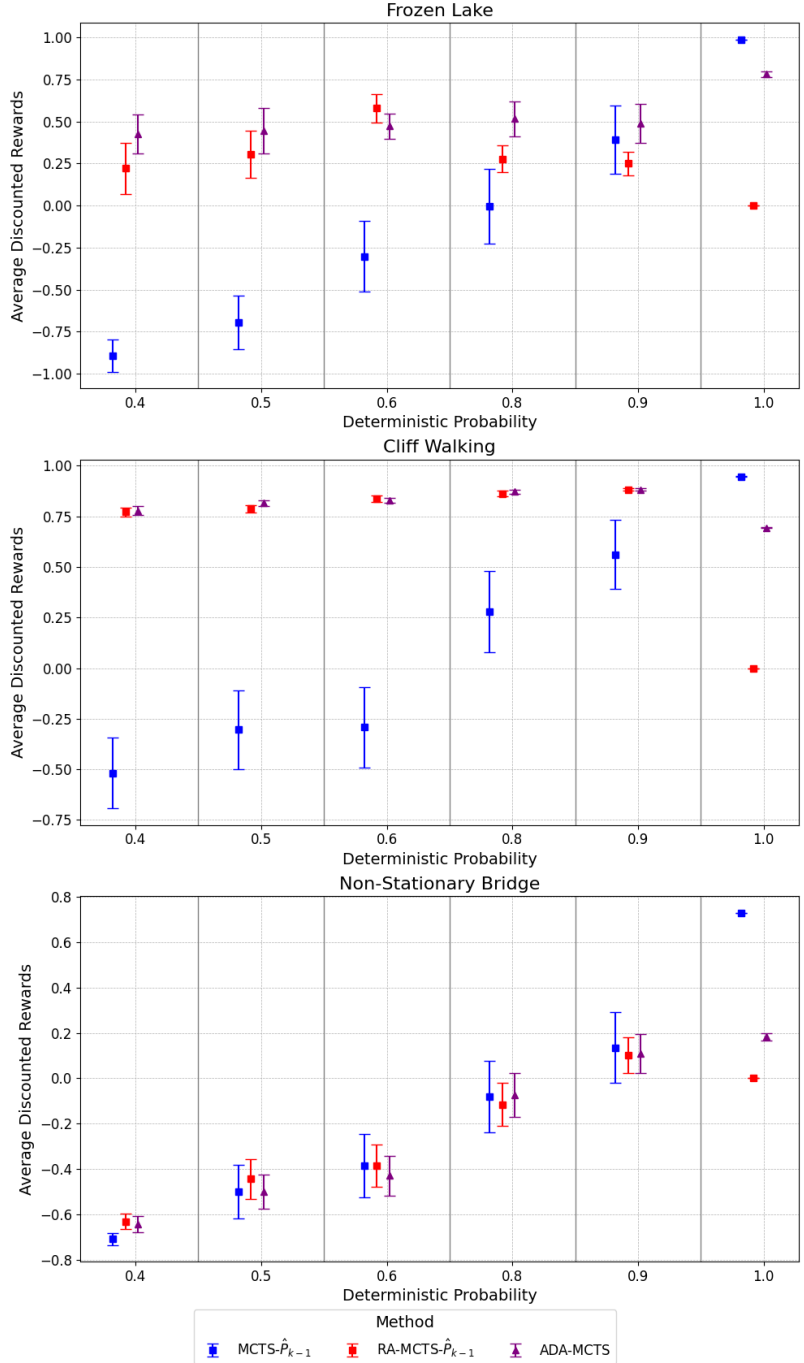 Frozen Lake
Average Discounted Rewards
1.00
0.75
0.50
0.25
0.00
−0.25
−0.50
−0.75
−1.00
0.4 0.5 0.6 0.8 0.9 1.0
Deterministic Probability
Cliff Walking
Average Discounted Rewards
1.00
0.75
0.50
0.25
0.00
−0.25
−0.50
−0.75
0.4 0.5 0.6 0.8 0.9 1.0
Deterministic Probability
Non-Stationary Bridge
Average Discounted Rewards
0.8
0.6
0.4
0.2
0.0
−0.2
−0.4
−0.6
−0.8
0.4 0.5 0.6 0.8 0.9 1.0
Deterministic Probability
Method
MCTS-P̂ₖ₋₁ RA-MCTS-P̂ₖ₋₁ ADA-MCTS